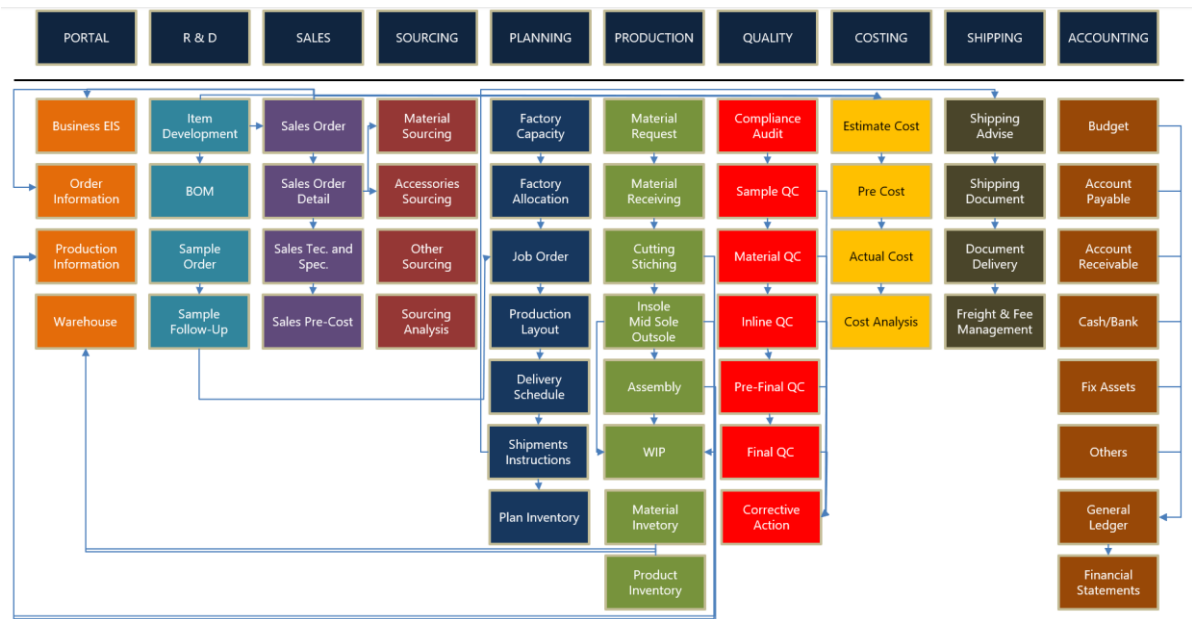 PORTAL
R & D
SALES
SOURCING
PLANNING
PRODUCTION
QUALITY
COSTING
SHIPPING
ACCOUNTING
Business EIS
Order
Information
Production
Information
Warehouse
Item
Development
BOM
Sample
Order
Sample
Follow-Up
Sales Order
Sales Order
Detail
Sales Tec. and
Spec.
Sales Pre-Cost
Material
Sourcing
Accessories
Sourcing
Other
Sourcing
Sourcing
Analysis
Factory
Capacity
Factory
Allocation
Job Order
Production
Layout
Delivery
Schedule
Shipments
Instructions
Plan Inventory
Material
Request
Material
Receiving
Cutting
Stiching
Insole
Mid Sole
Outsole
Assembly
WIP
Material
Invetory
Product
Inventory
Compliance
Audit
Sample QC
Material QC
Inline QC
Pre-Final QC
Final QC
Corrective
Action
Estimate Cost
Pre Cost
Actual Cost
Cost Analysis
Shipping
Advise
Shipping
Document
Document
Delivery
Freight & Fee
Management
Budget
Account
Payable
Account
Receivable
Cash/Bank
Fix Assets
Others
General
Ledger
Financial
Statements